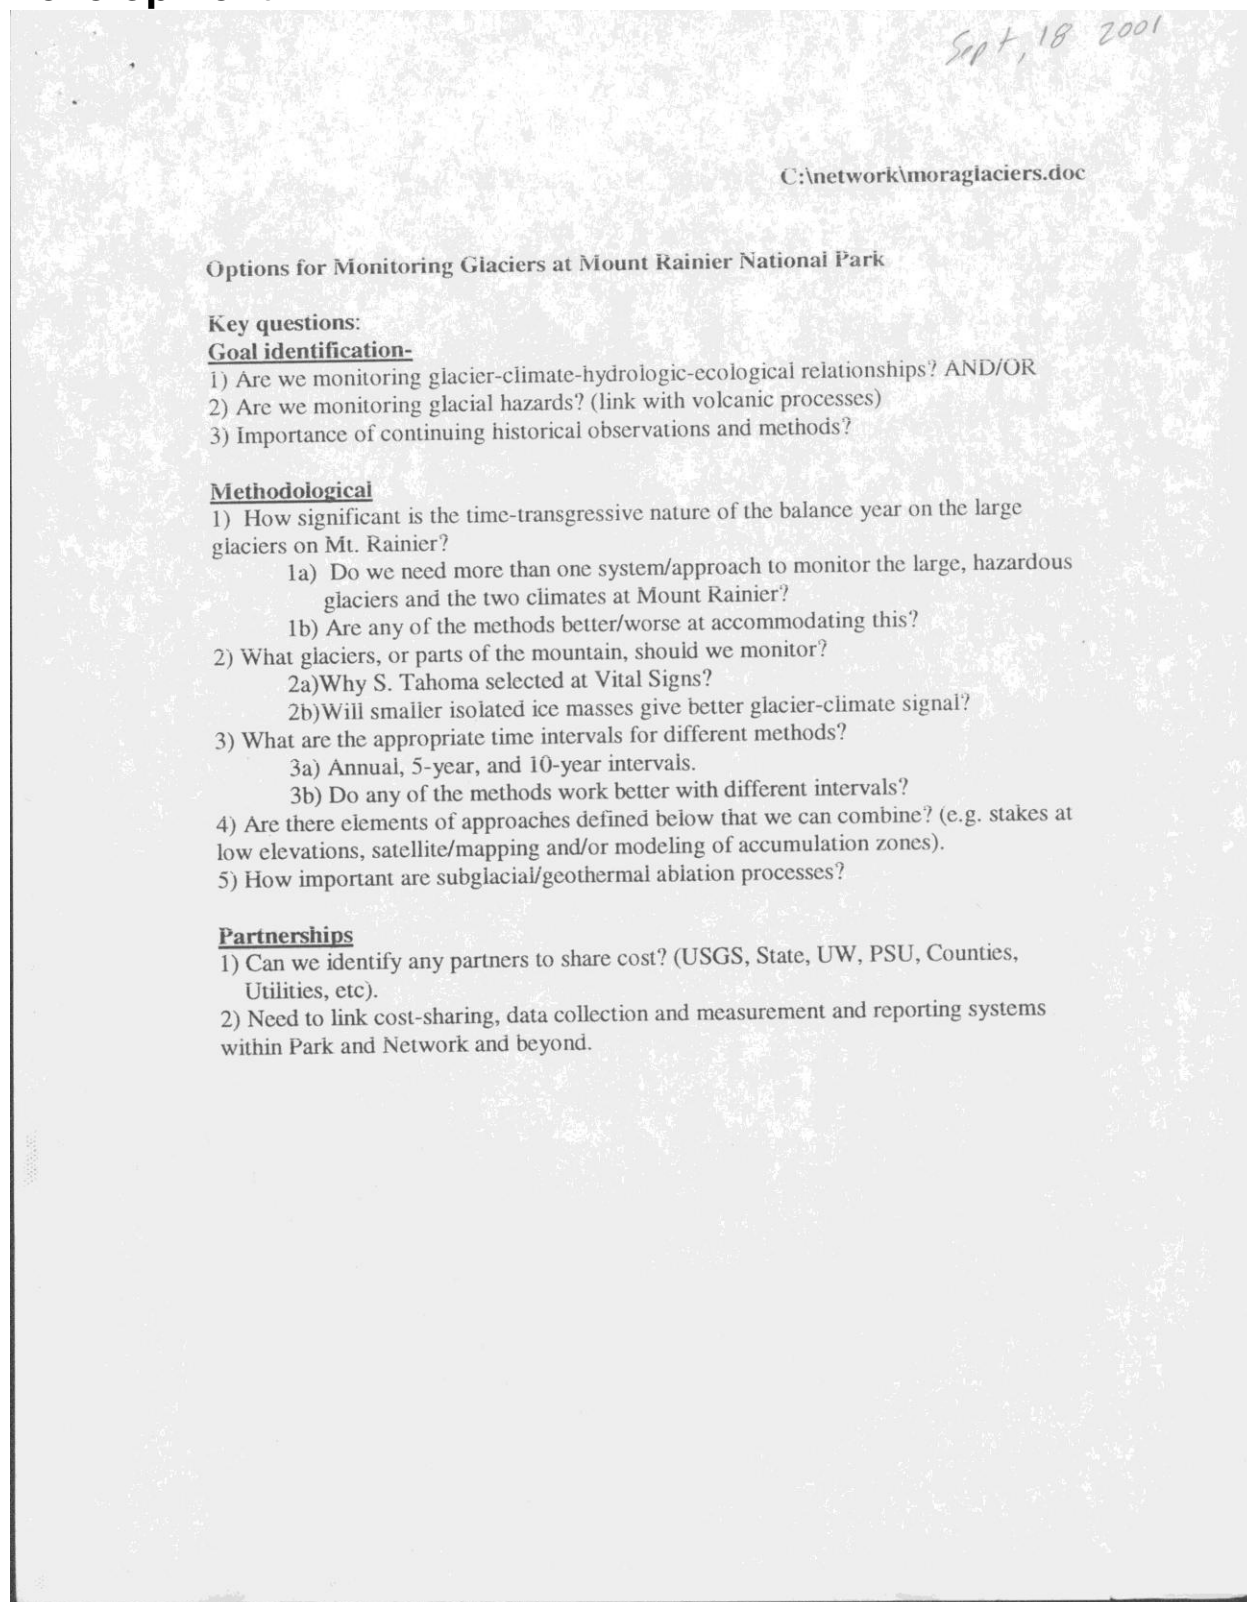 Sept, 18 2001
C:\network\moraglaciers.doc
Options for Monitoring Glaciers at Mount Rainier National Park
Key questions:
Goal identification-
1) Are we monitoring glacier-climate-hydrologic-ecological relationships? AND/OR
2) Are we monitoring glacial hazards? (link with volcanic processes)
3) Importance of continuing historical observations and methods?
Methodological
1) How significant is the time-transgressive nature of the balance year on the large
glaciers on Mt. Rainier?
1a) Do we need more than one system/approach to monitor the large, hazardous
glaciers and the two climates at Mount Rainier?
1b) Are any of the methods better/worse at accommodating this?
2) What glaciers, or parts of the mountain, should we monitor?
2a)Why S. Tahoma selected at Vital Signs?
2b)Will smaller isolated ice masses give better glacier-climate signal?
3) What are the appropriate time intervals for different methods?
3a) Annual, 5-year, and 10-year intervals.
3b) Do any of the methods work better with different intervals?
4) Are there elements of approaches defined below that we can combine? (e.g. stakes at
low elevations, satellite/mapping and/or modeling of accumulation zones).
5) How important are subglacial/geothermal ablation processes?
Partnerships
1) Can we identify any partners to share cost? (USGS, State, UW, PSU, Counties,
Utilities, etc).
2) Need to link cost-sharing, data collection and measurement and reporting systems
within Park and Network and beyond.